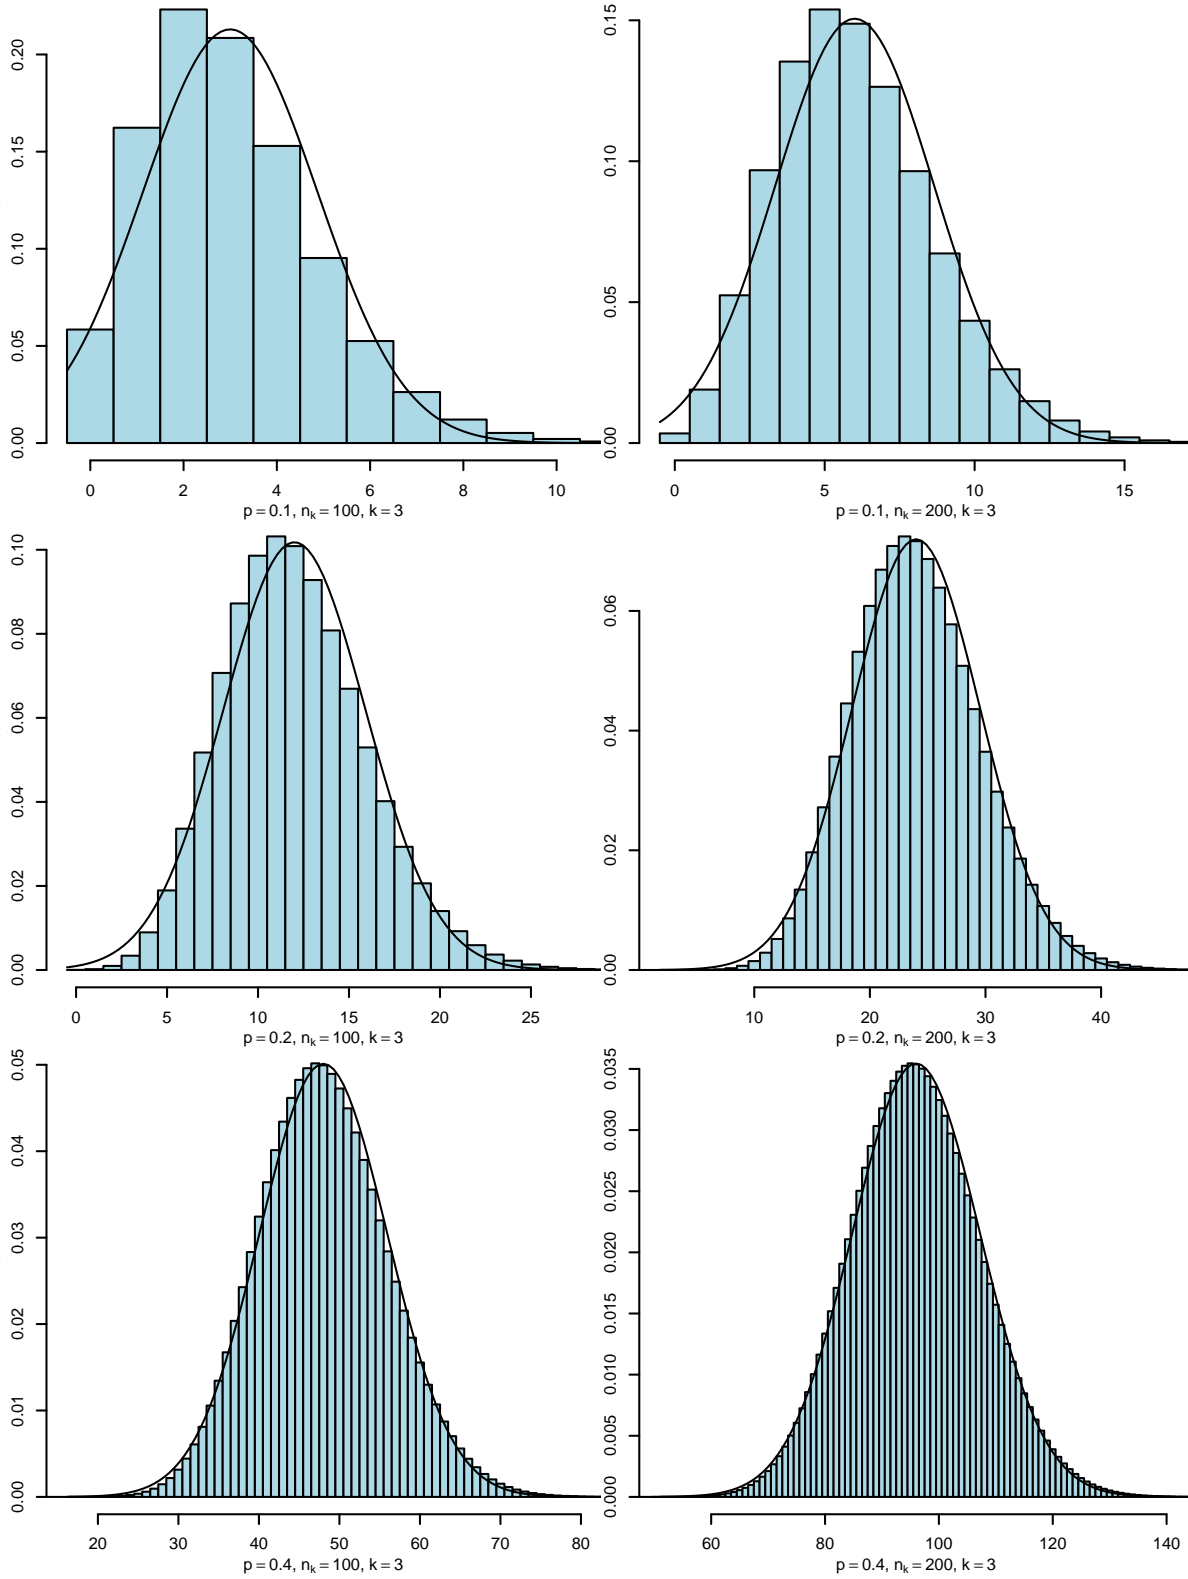 0.00 0.05 0.10 0.15 0.20
0 2 4 6 8 10
p = 0.1, nₖ = 100, k = 3
0.00 0.05 0.10 0.15
0 5 10 15
p = 0.1, nₖ = 200, k = 3
0.00 0.02 0.04 0.06 0.08 0.10
0 5 10 15 20 25
p = 0.2, nₖ = 100, k = 3
0.00 0.02 0.04 0.06
10 20 30 40
p = 0.2, nₖ = 200, k = 3
0.00 0.01 0.02 0.03 0.04 0.05
20 30 40 50 60 70 80
p = 0.4, nₖ = 100, k = 3
0.000 0.005 0.010 0.015 0.020 0.025 0.030 0.035
60 80 100 120 140
p = 0.4, nₖ = 200, k = 3